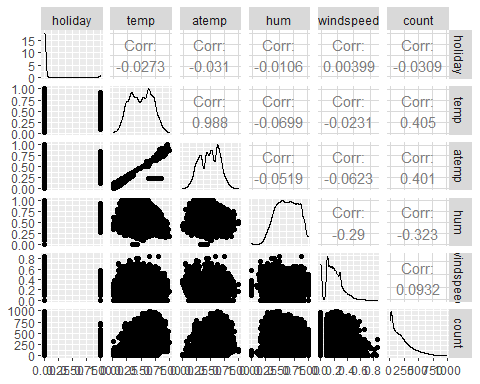 holiday temp atemp hum windspeed count
15
10
5
0
Corr:
-0.0273
Corr:
-0.031
Corr:
-0.0106
Corr:
0.00399
Corr:
-0.0309
holiday
1.00
0.75
0.50
0.25
0.00
Corr:
0.988
Corr:
-0.0699
Corr:
-0.0231
Corr:
0.405
temp
1.00
0.75
0.50
0.25
0.00
Corr:
-0.0519
Corr:
-0.0623
Corr:
0.401
atemp
1.00
0.75
0.50
0.25
0.00
Corr:
-0.29
Corr:
-0.323
hum
0.8
0.6
0.4
0.2
0.0
Corr:
0.0932
windspeed
1000
750
500
250
0
count